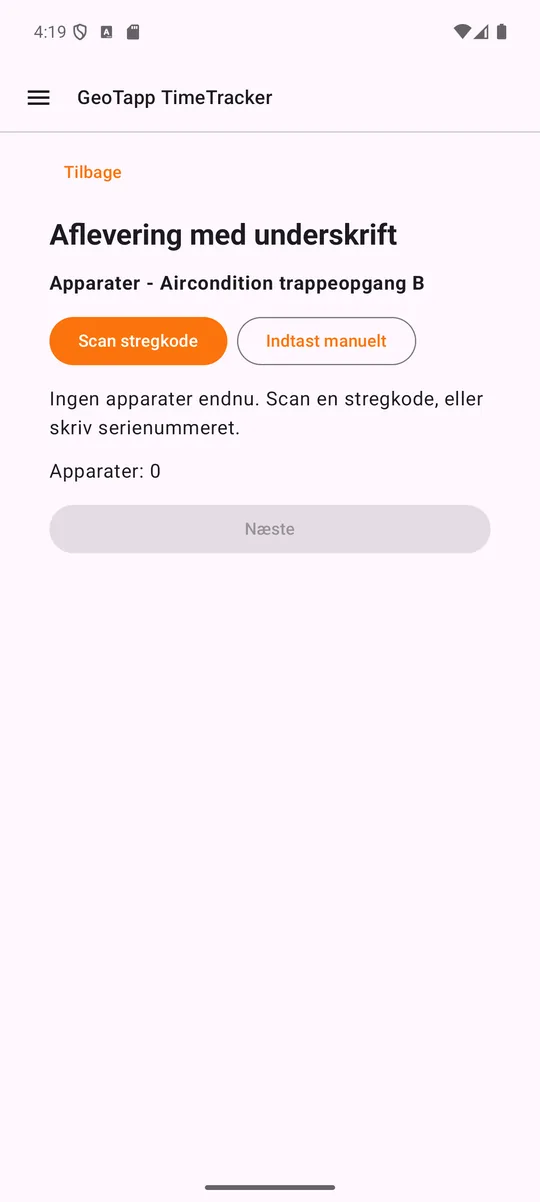 4:19
GeoTapp TimeTracker
Tilbage
Aflevering med underskrift
Apparater - Aircondition trappeopgang B
Scan stregkode
Indtast manuelt
Ingen apparater endnu. Scan en stregkode, eller
skriv serienummeret.
Apparater: 0
Næste